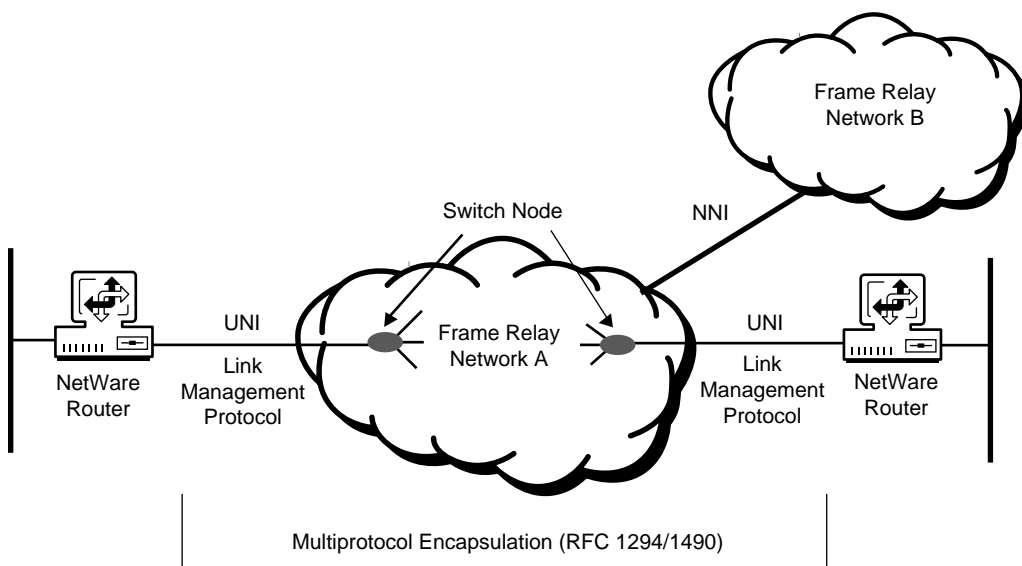 Frame Relay
Network B
Switch Node
NNI
UNI
Frame Relay
Network A
UNI
Link
Management
Protocol
Link
Management
Protocol
NetWare
Router
NetWare
Router
Multiprotocol Encapsulation (RFC 1294/1490)